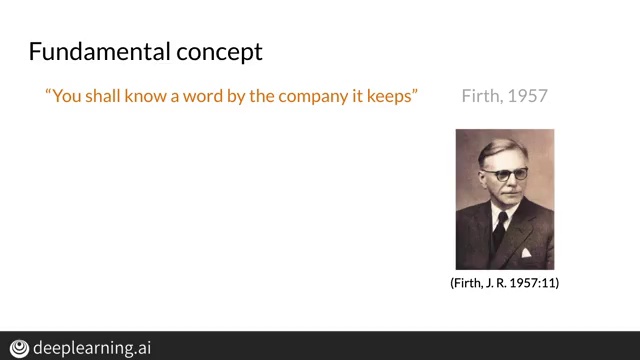 Fundamental concept
“You shall know a word by the company it keeps” Firth, 1957
(Firth, J. R. 1957:11)
deeplearning.ai